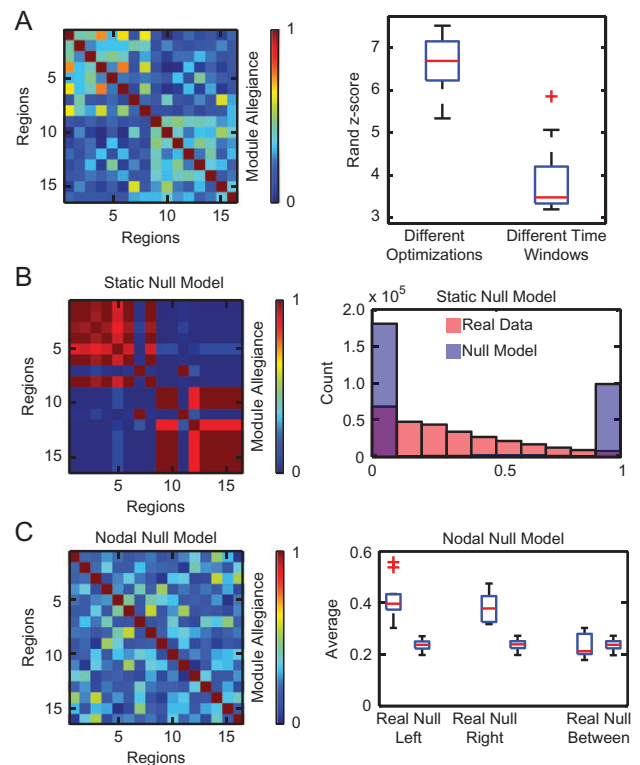 A
Regions
5
10
15
5 10 15
Regions
1
0
Module Allegiance
Rand z-score
7
6
5
4
3
Different Optimizations
Different Time Windows
B
Static Null Model
Regions
5
10
15
5 10 15
Regions
1
0
Module Allegiance
x 10⁵
Static Null Model
Real Data
Null Model
Count
2.0
1.5
1.0
0.5
0
0 0.5 1
C
Nodal Null Model
Regions
5
10
15
5 10 15
Regions
1
0
Module Allegiance
Nodal Null Model
Average
0.6
0.4
0.2
0
Real Null Real Null Real Null
Left Right Between